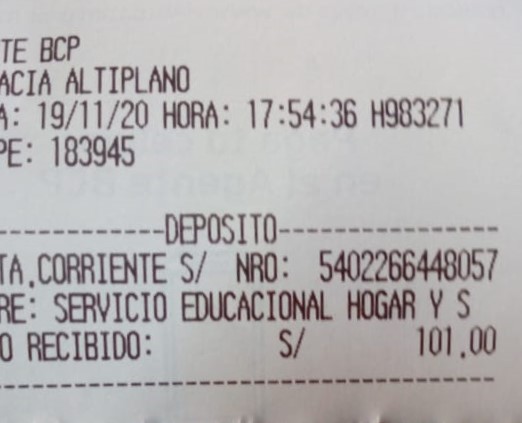 TE BCP
ACIA ALTIPLANO
A: 19/11/20 HORA: 17:54:36 H983271
PE: 183945
------------DEPOSITO----------------
TA.CORRIENTE S/ NRO: 5402266448057
RE: SERVICIO EDUCACIONAL HOGAR Y S
O RECIBIDO: S/ 101.00
------------------------------------